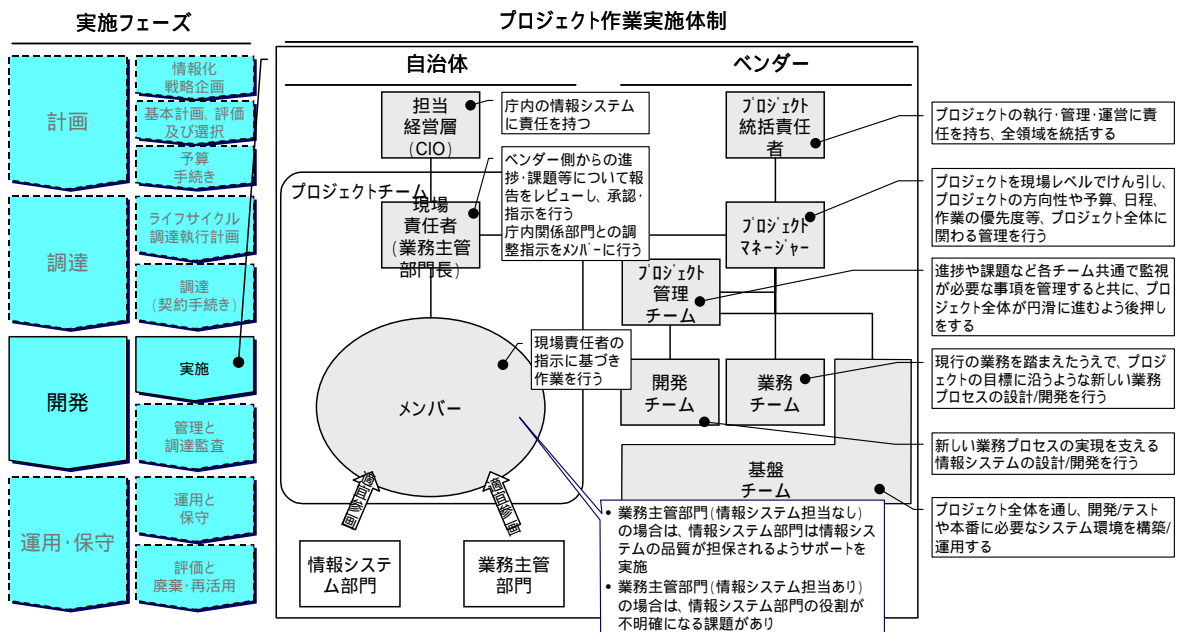 実施フェーズ
プロジェクト作業実施体制
計画
情報化
戦略企画
基本計画、評価
及び選択
予算
手続き
調達
ライフサイクル
調達執行計画
調達
(契約手続き)
開発
実施
管理と
調達監査
運用・保守
運用と
保守
評価と
廃棄・再活用
自治体
ベンダー
担当
経営層
(CIO)
庁内の情報システム
に責任を持つ
プロジェクトチーム
現場
責任者
(業務主管
部門長)
ベンダー側からの進
捗・課題等について報
告をレビューし、承認・
指示を行う
庁内関係部門との調
整指示をメンバーに行う
メンバー
現場責任者の
指示に基づき
作業を行う
適宜参画
適宜参画
情報システ
ム部門
業務主管
部門
プロジェクト
統括責任
者
プロジェクト
マネージャー
プロジェクト
管理
チーム
開発
チーム
業務
チーム
基盤
チーム
• 業務主管部門(情報システム担当なし)
の場合は、情報システム部門は情報シス
テムの品質が担保されるようサポートを
実施
• 業務主管部門(情報システム担当あり)
の場合は、情報システム部門の役割が
不明確になる課題があり
プロジェクトの執行・管理・運営に責
任を持ち、全領域を統括する
プロジェクトを現場レベルでけん引し、
プロジェクトの方向性や予算、日程、
作業の優先度等、プロジェクト全体に
関わる管理を行う
進捗や課題など各チーム共通で監視
が必要な事項を管理すると共に、プロ
ジェクト全体が円滑に進むよう後押し
をする
現行の業務を踏まえたうえで、プロジ
ェクトの目標に沿うような新しい業務
プロセスの設計/開発を行う
新しい業務プロセスの実現を支える
情報システムの設計/開発を行う
プロジェクト全体を通し、開発/テスト
や本番に必要なシステム環境を構築/
運用する